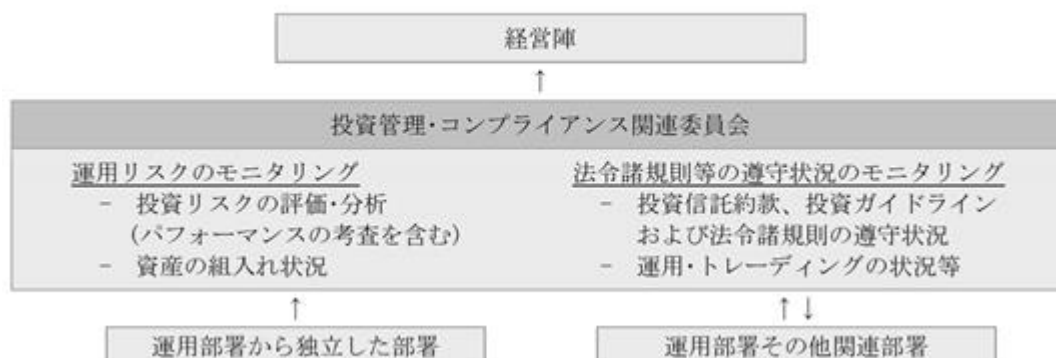 経営陣
↑
投資管理･コンプライアンス関連委員会
運用リスクのモニタリング
− 投資リスクの評価･分析
(パフォーマンスの考査を含む)
− 資産の組入れ状況
法令諸規則等の遵守状況のモニタリング
− 投資信託約款、投資ガイドライン
および法令諸規則の遵守状況
− 運用･トレーディングの状況等
↑
↑↓
運用部署から独立した部署
運用部署その他関連部署